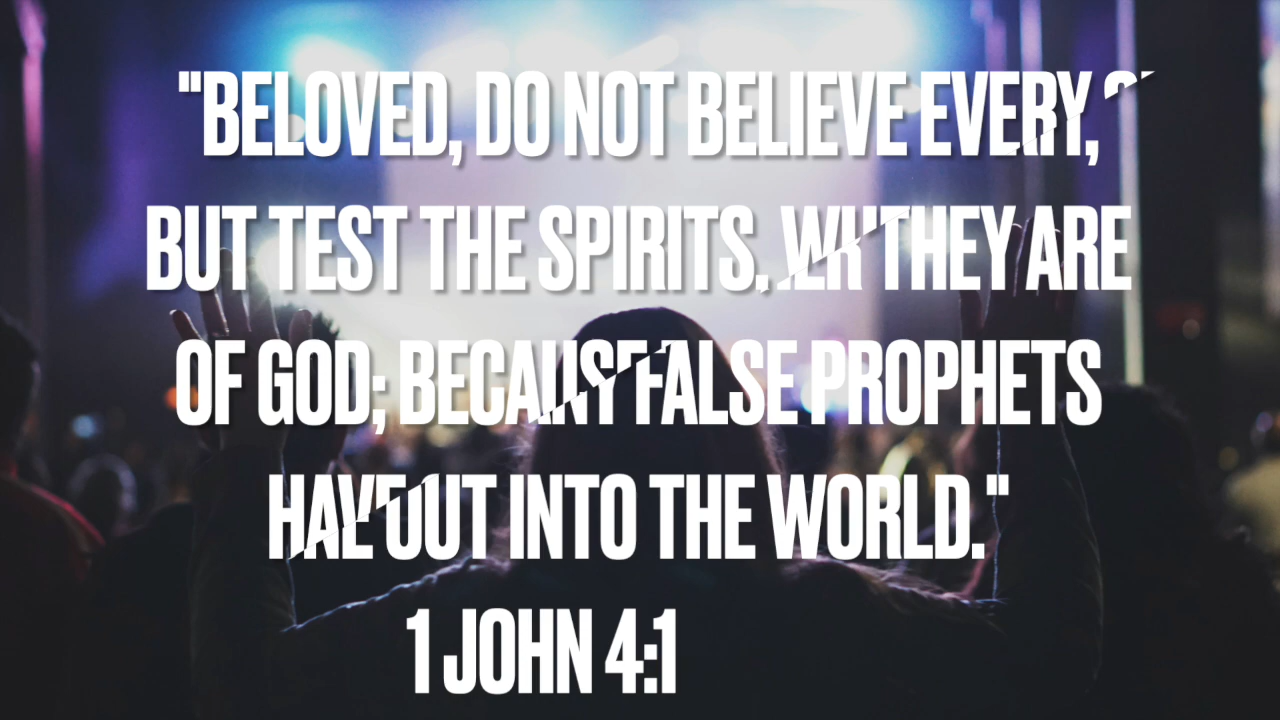 "BELOVED, DO NOT BELIEVE EVERY,
BUT TEST THE SPIRITS, THEY ARE
OF GOD; FALSE PROPHETS
OUT INTO THE WORLD."
1 JOHN 4:1